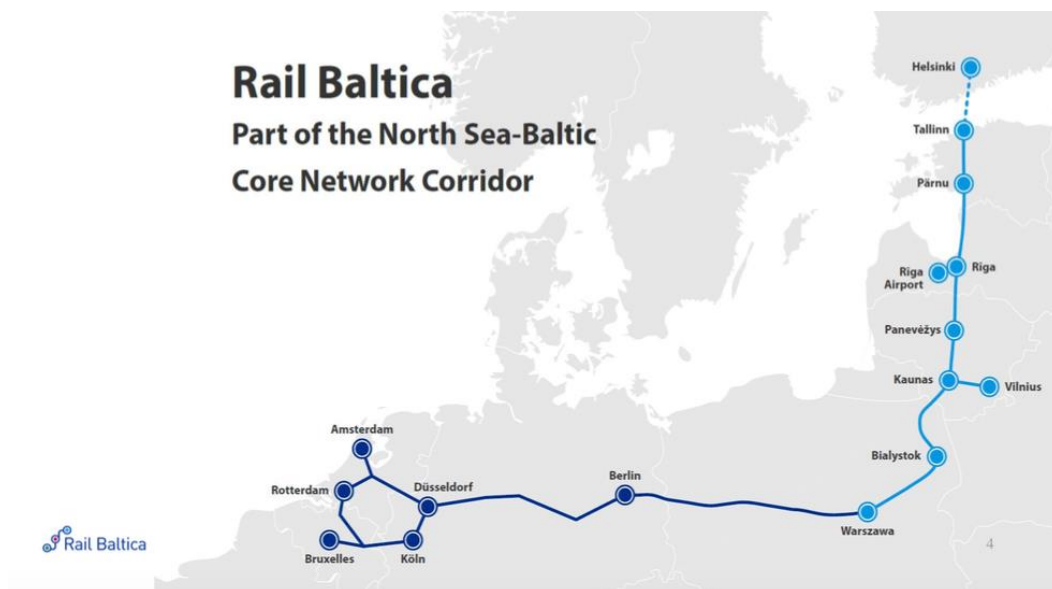 Rail Baltica
Part of the North Sea-Baltic
Core Network Corridor
Helsinki
Tallinn
Pärnu
Riga
Airport
Riga
Panevėžys
Kaunas
Vilnius
Amsterdam
Bialystok
Berlin
Rotterdam
Düsseldorf
Warszawa
Bruxelles
Köln
Rail Baltica
4